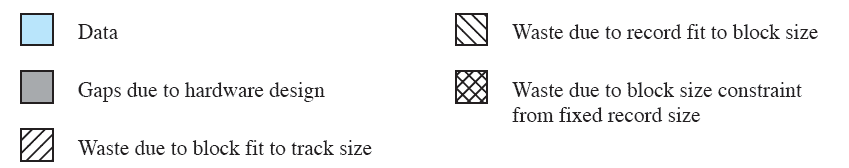 Data
Gaps due to hardware design
Waste due to block fit to track size
Waste due to record fit to block size
Waste due to block size constraint
from fixed record size